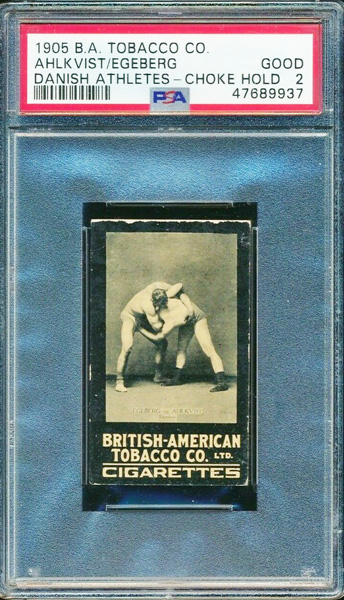 1905 B.A. TOBACCO CO.
AHLKVIST/EGEBERG GOOD
DANISH ATHLETES - CHOKE HOLD 2
PSA 47689937
EGEBERG
BRITISH-AMERICAN
TOBACCO CO. LTD.
CIGARETTES